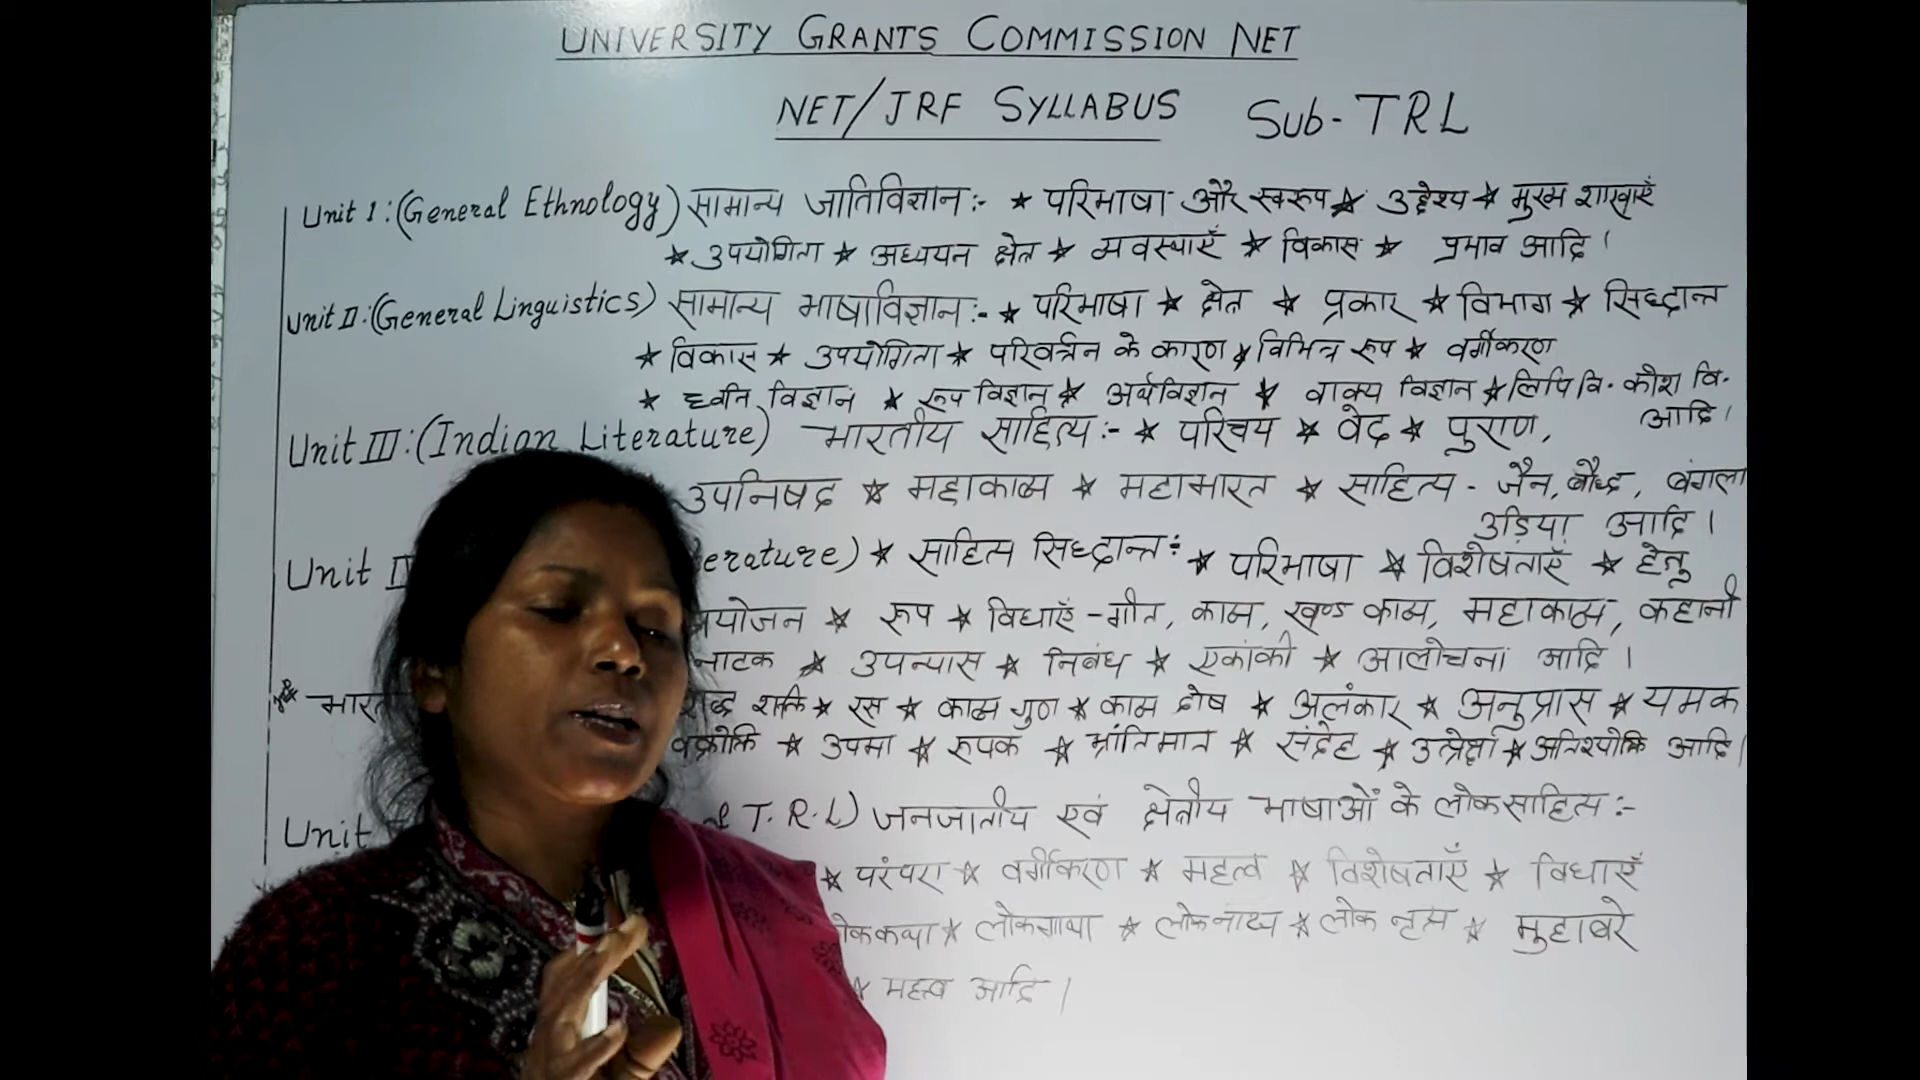 UNIVERSITY GRANTS COMMISSION NET
NET/JRF SYLLABUS Sub- TRL
Unit I:(General Ethnology) सामान्य जातिविज्ञान:- ★ परिभाषा और स्वरूप ★ उद्देश्य ★ मुख्य शाखाएँ
★ उपयोगिता ★ अध्ययन क्षेत्र ★ व्यवस्थाएँ ★ विकास ★ प्रभाव आदि।
Unit II:(General Linguistics) सामान्य भाषाविज्ञान:- ★ परिभाषा ★ क्षेत्र ★ प्रकार ★ विभाग ★ सिध्दान्त
★ विकास ★ उपयोगिता ★ परिवर्त्तन के कारण ★ विभिन्न रूप ★ वर्गीकरण
★ ध्वनि विज्ञान ★ रूप विज्ञान ★ अर्थविज्ञान ★ वाक्य विज्ञान ★ लिपि वि. कोश वि.
आदि।
Unit III:(Indian Literature) भारतीय साहित्य:- ★ परिचय ★ वेद ★ पुराण,
उपनिषद ★ महाकाव्य ★ महाभारत ★ साहित्य - जैन, बौध्द, बंगला
उड़िया आदि।
Unit erature) ★ साहित्य सिध्दान्त: ★ परिभाषा ★ विशेषताएँ ★ हेतु
योजन ★ रूप ★ विधाएँ - गीत, काव्य, खण्ड काव्य, महाकाव्य, कहानी
नाटक ★ उपन्यास ★ निबंध ★ एकांकी ★ आलोचना आदि।
भार शक्ति ★ रस ★ काव्य गुण ★ काव्य दोष ★ अलंकार ★ अनुप्रास ★ यमक
वक्रोक्ति ★ उपमा ★ रूपक ★ भ्रांतिमान ★ संदेह ★ उत्प्रेक्षा ★ अतिश्योक्ति आदि।
Unit T.R.L) जनजातीय एवं क्षेत्रीय भाषाओं के लोकसाहित्य:-
★ परंपरा ★ वर्गीकरण ★ महत्व ★ विशेषताएँ ★ विधाएँ
ोककथा ★ लोकगाथा ★ लोकनाट्य ★ लोक नृत्य ★ मुहावरे
★ महत्व आदि।